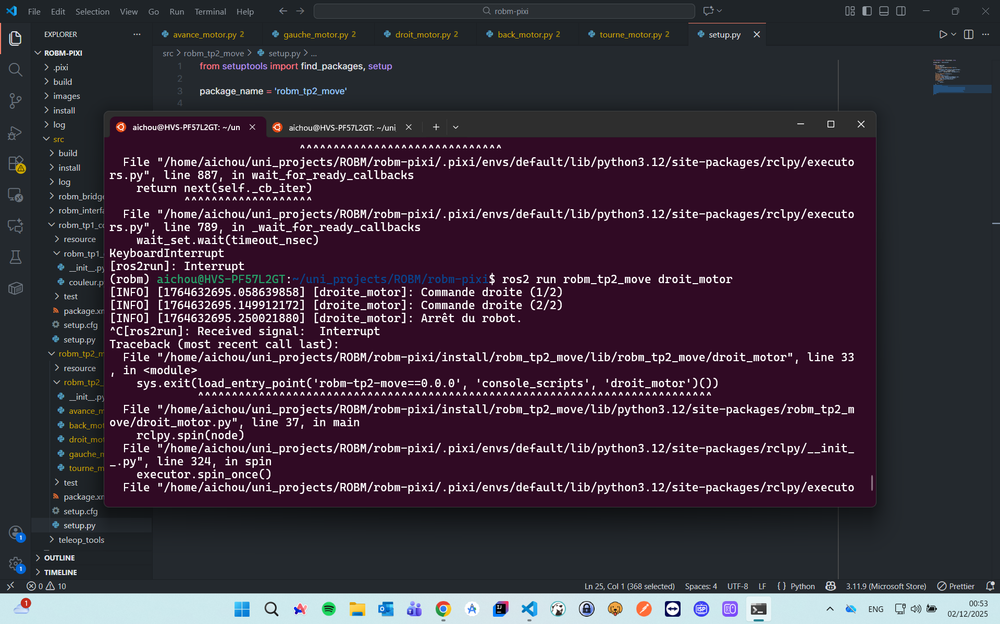 File Edit Selection View Go Run Terminal Help
robm-pixi
EXPLORER
avance_motor.py 2
gauche_motor.py 2
droit_motor.py 2
back_motor.py 2
tourne_motor.py 2
setup.py
src > robm_tp2_move > setup.py > ...
ROBM-PIXI
.pixi
build
images
install
log
src
build
install
log
robm_bridge
robm_interfa
robm_tp1_co
resource
robm_tp1_
__init__.py
couleur.p
test
package.xm
setup.cfg
setup.py
robm_tp2_m
resource
robm_tp2_
__init__.py
avance_m
back_mot
droit_mot
gauche_m
tourne_m
test
package.xm
setup.cfg
setup.py
teleop_tools
OUTLINE
TIMELINE
1 from setuptools import find_packages, setup
2
3 package_name = 'robm_tp2_move'
4
aichou@HVS-PF57L2GT: ~/un
aichou@HVS-PF57L2GT: ~/uni
^^^^^^^^^^^^^^^^^^^^^^^^^^^^^^
File "/home/aichou/uni_projects/ROBM/robm-pixi/.pixi/envs/default/lib/python3.12/site-packages/rclpy/executo
rs.py", line 887, in wait_for_ready_callbacks
return next(self._cb_iter)
^^^^^^^^^^^^^^^^^^^
File "/home/aichou/uni_projects/ROBM/robm-pixi/.pixi/envs/default/lib/python3.12/site-packages/rclpy/executo
rs.py", line 789, in _wait_for_ready_callbacks
wait_set.wait(timeout_nsec)
KeyboardInterrupt
[ros2run]: Interrupt
(robm) aichou@HVS-PF57L2GT:~/uni_projects/ROBM/robm-pixi$ ros2 run robm_tp2_move droit_motor
[INFO] [1764632695.058639858] [droite_motor]: Commande droite (1/2)
[INFO] [1764632695.149912172] [droite_motor]: Commande droite (2/2)
[INFO] [1764632695.250021880] [droite_motor]: Arrêt du robot.
^C[ros2run]: Received signal:  Interrupt
Traceback (most recent call last):
File "/home/aichou/uni_projects/ROBM/robm-pixi/install/robm_tp2_move/lib/robm_tp2_move/droit_motor", line 33
, in <module>
sys.exit(load_entry_point('robm-tp2-move==0.0.0', 'console_scripts', 'droit_motor')())
^^^^^^^^^^^^^^^^^^^^^^^^^^^^^^^^^^^^^^^^^^^^^^^^^^^^^^^^^^^^^^^^^^^^^^^^^^^^
File "/home/aichou/uni_projects/ROBM/robm-pixi/install/robm_tp2_move/lib/python3.12/site-packages/robm_tp2_m
ove/droit_motor.py", line 37, in main
rclpy.spin(node)
File "/home/aichou/uni_projects/ROBM/robm-pixi/.pixi/envs/default/lib/python3.12/site-packages/rclpy/__init_
_.py", line 324, in spin
executor.spin_once()
File "/home/aichou/uni_projects/ROBM/robm-pixi/.pixi/envs/default/lib/python3.12/site-packages/rclpy/executo
1
1
0 10
Ln 25, Col 1 (368 selected) Spaces: 4 UTF-8 LF { } Python 3.11.9 (Microsoft Store) Prettier
1
ISP
ENG
00:53
02/12/2025